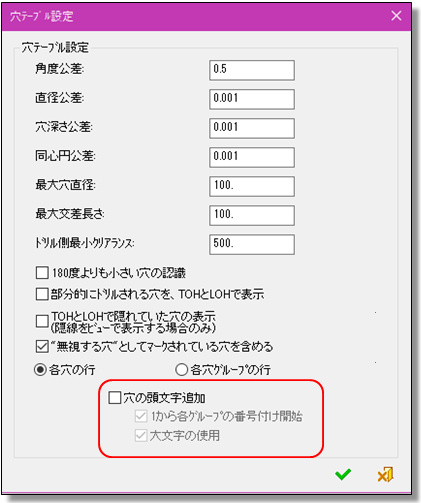 穴ﾃｰﾌﾞﾙ設定
穴ﾃｰﾌﾞﾙ設定
角度公差: 0.5
直径公差: 0.001
穴深さ公差: 0.001
同心円公差: 0.001
最大穴直径: 100.
最大交差長さ: 100.
ﾄﾞﾘﾙ側最小ｸﾘｱﾗﾝｽ: 500.
180度よりも小さい穴の認識
部分的にﾄﾞﾘﾙされる穴を、TOHとLOHで表示
TOHとLOHで隠れていた穴の表示
(隠線をﾋﾞｭｰで表示する場合のみ)
“無視する穴”としてﾏｰｸされている穴を含める
各穴の行 各穴ｸﾞﾙｰﾌﾟの行
穴の頭文字追加
1から各ｸﾞﾙｰﾌﾟの番号付け開始
大文字の使用